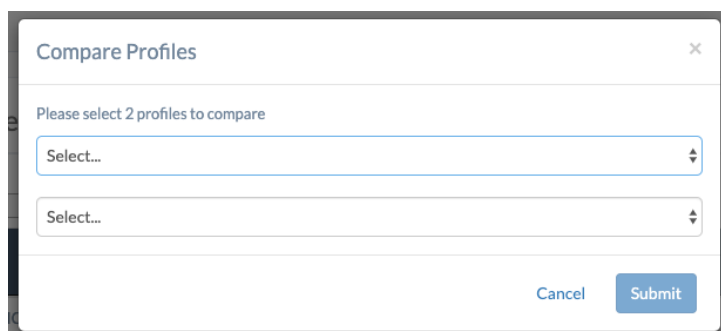 Compare Profiles
×
Please select 2 profiles to compare
Select...
Select...
Cancel Submit